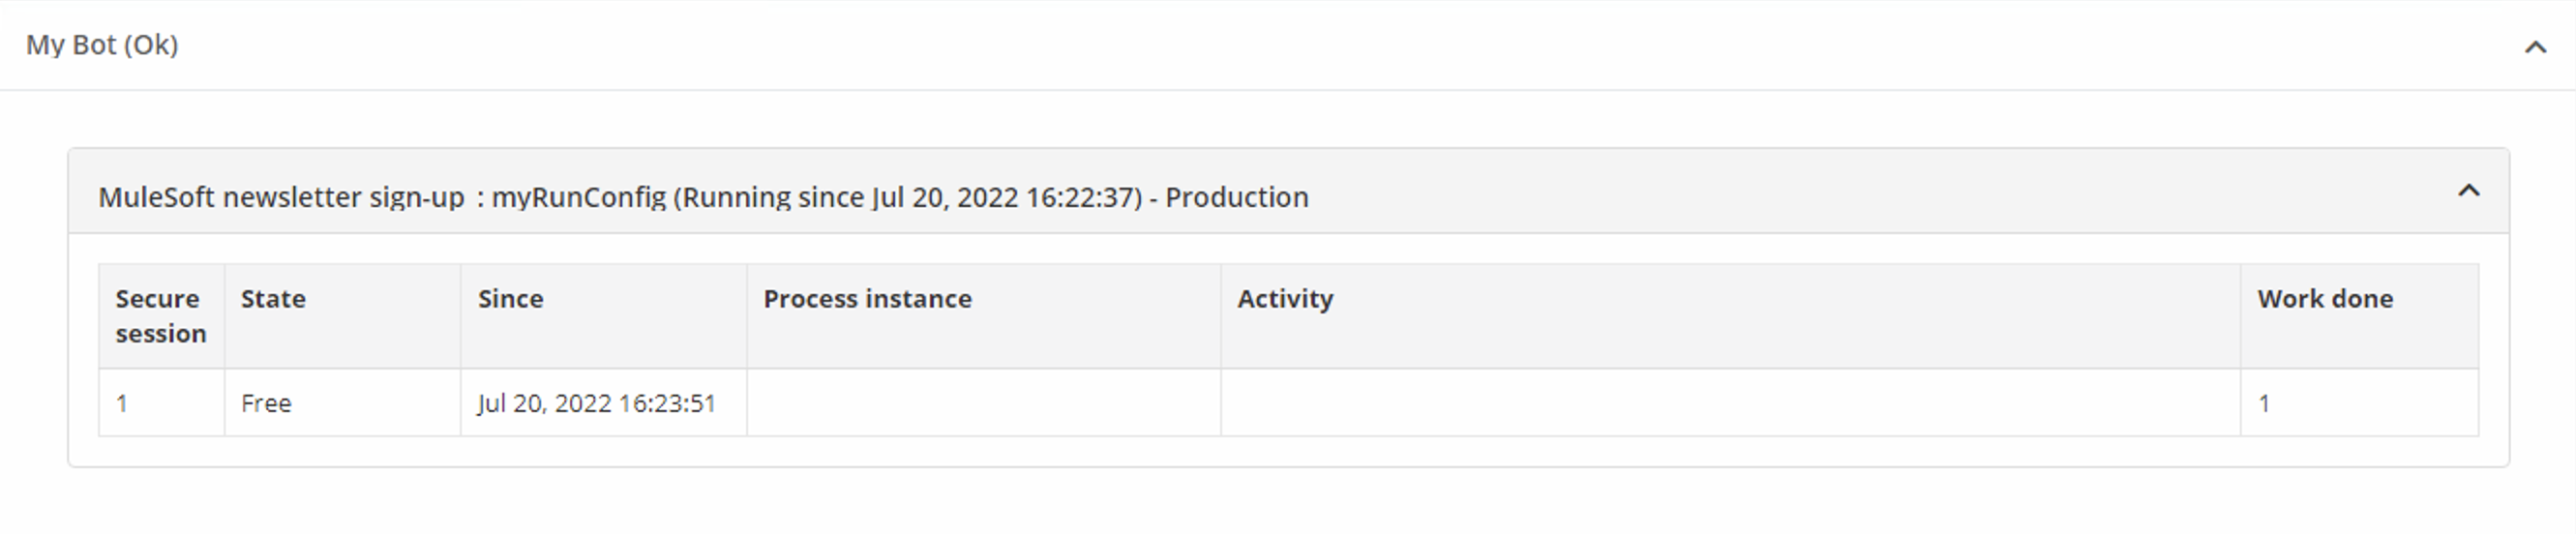 My Bot (Ok)
MuleSoft newsletter sign-up : myRunConfig (Running since Jul 20, 2022 16:22:37) - Production
Secure session State Since Process instance Activity Work done
1 Free Jul 20, 2022 16:23:51 1